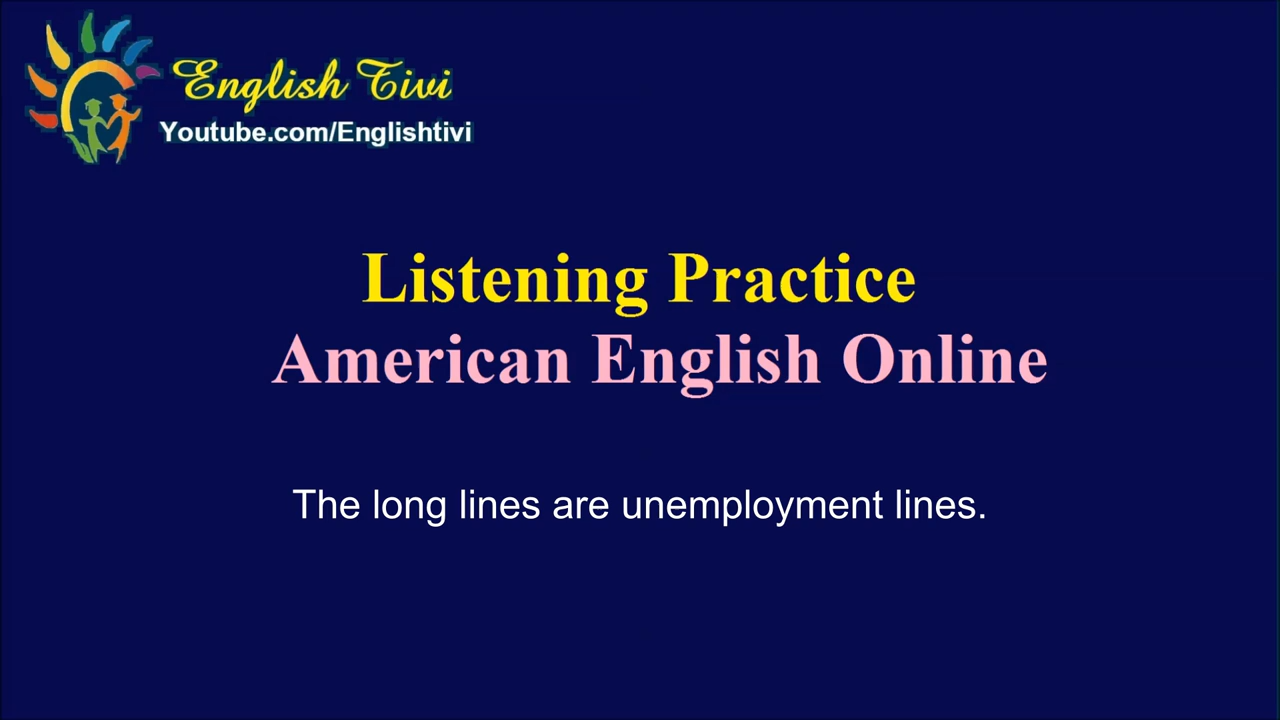 English Tivi
Youtube.com/Englishtivi
Listening Practice
American English Online
The long lines are unemployment lines.